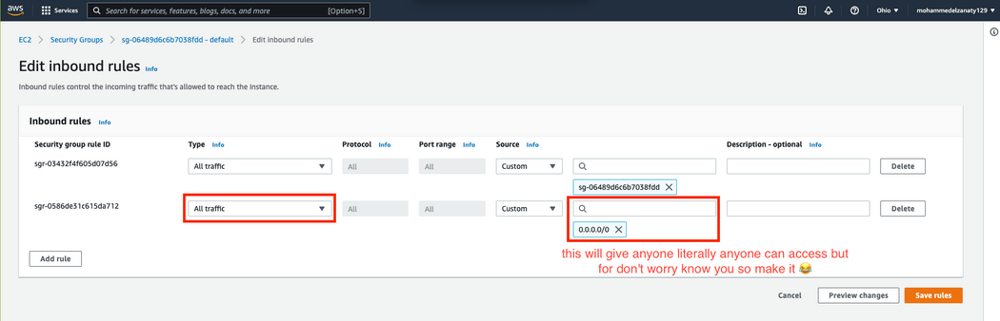 aws
Services
Search for services, features, blogs, docs, and more
[Option+S]
Ohio ▼
mohammedelzanaty129 ▼
EC2 > Security Groups > sg-06489d6c6b7038fdd - default > Edit inbound rules
Edit inbound rules Info
Inbound rules control the incoming traffic that's allowed to reach the instance.
Inbound rules Info
Security group rule ID Type Info Protocol Info Port range Info Source Info Description - optional Info
sgr-03432f4f605d07d56 All traffic All All Custom Delete
sg-06489d6c6b7038fdd
sgr-0586de31c615da712 All traffic All All Custom Delete
0.0.0.0/0
Add rule
this will give anyone literally anyone can access but
for don't worry know you so make it 😂
Cancel Preview changes Save rules